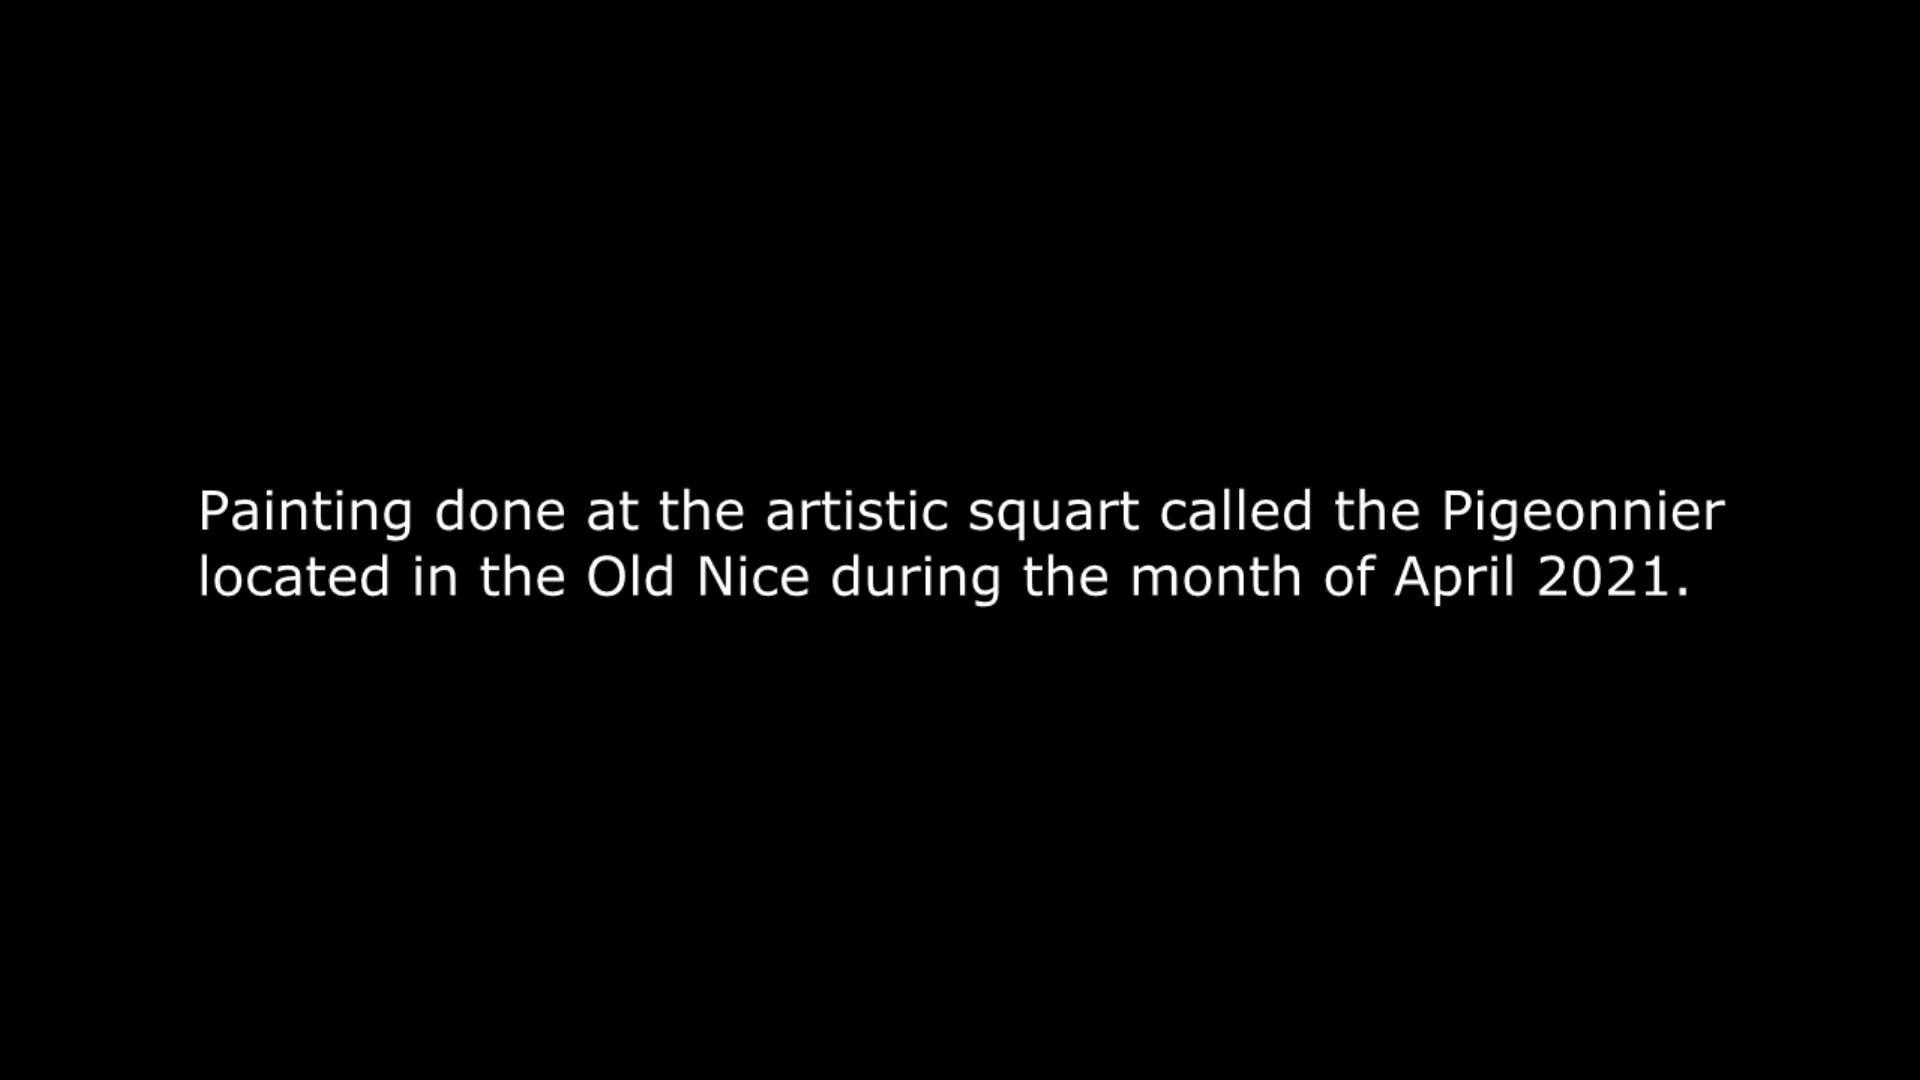 Painting done at the artistic squart called the Pigeonnier
located in the Old Nice during the month of April 2021.